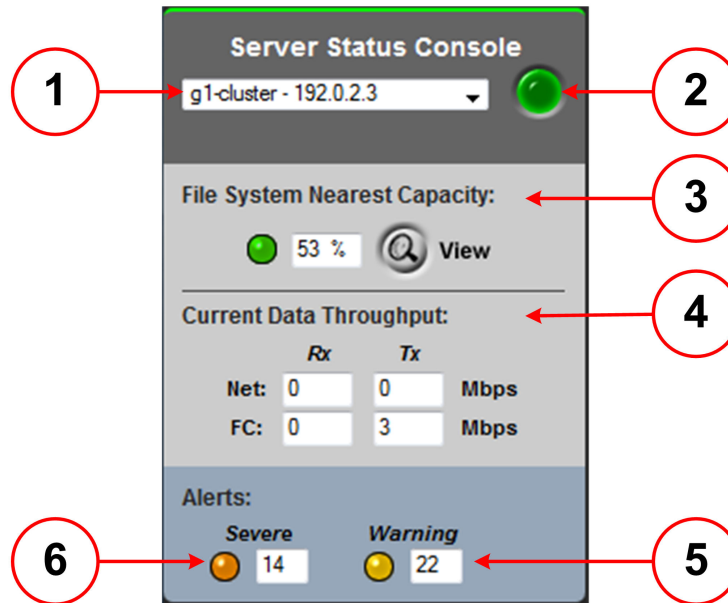 Server Status Console
1
g1-cluster - 192.0.2.3
2
File System Nearest Capacity:
3
53 %
View
Current Data Throughput:
4
Rx Tx
Net: 0 0 Mbps
FC: 0 3 Mbps
Alerts:
Severe Warning
6
14 22
5